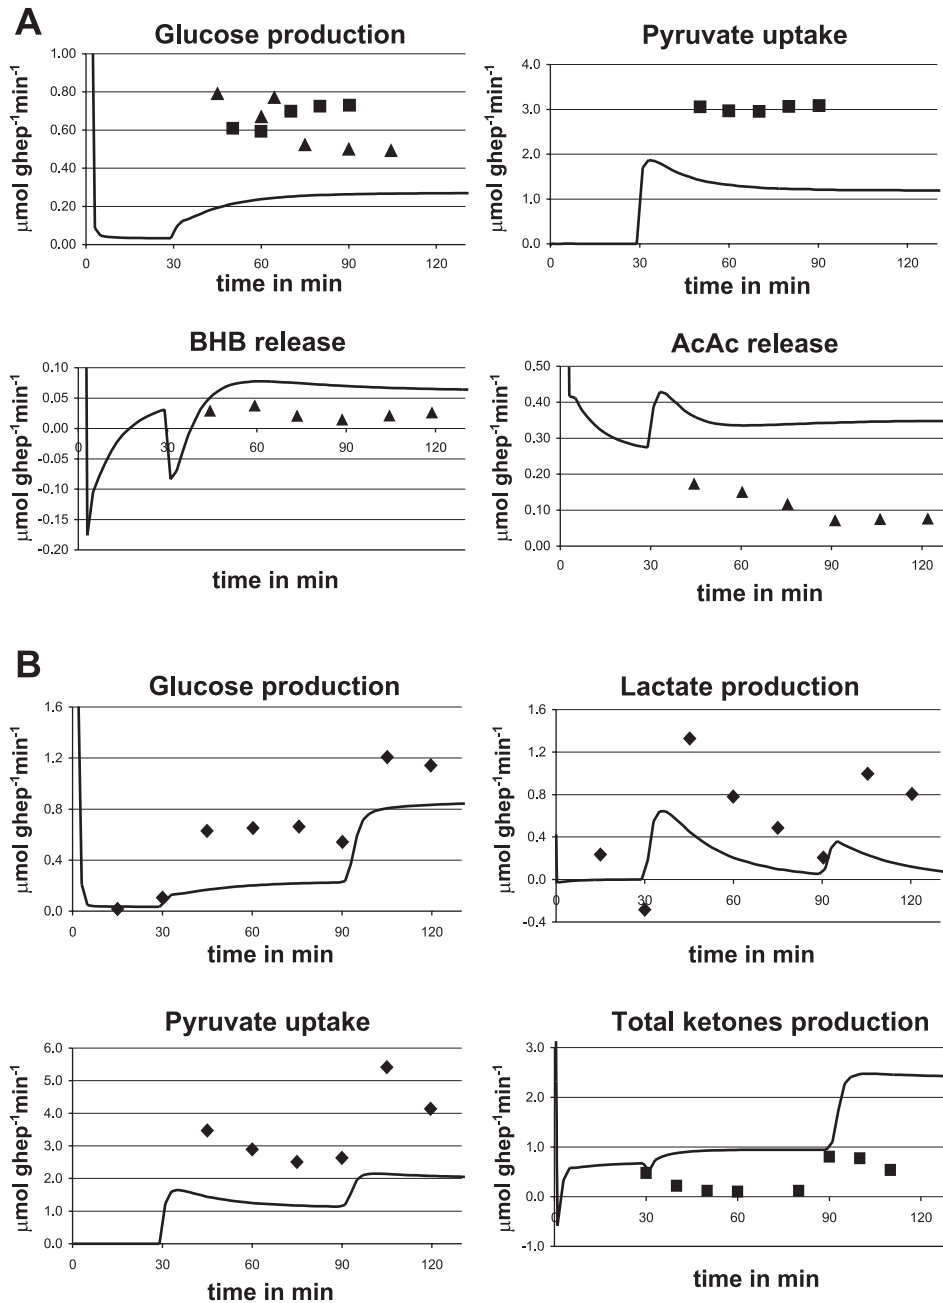 A
Glucose production
μmol ghep⁻¹min⁻¹
1.00
0.80
0.60
0.40
0.20
0.00
0 30 60 90 120
time in min
Pyruvate uptake
μmol ghep⁻¹min⁻¹
4.0
3.0
2.0
1.0
0.0
0 30 60 90 120
time in min
BHB release
μmol ghep⁻¹min⁻¹
0.10
0.05
0.00
-0.05
-0.10
-0.15
-0.20
0 30 60 90 120
time in min
AcAc release
μmol ghep⁻¹min⁻¹
0.50
0.40
0.30
0.20
0.10
0.00
0 30 60 90 120
time in min
B
Glucose production
μmol ghep⁻¹min⁻¹
1.6
1.2
0.8
0.4
0.0
0 30 60 90 120
time in min
Lactate production
μmol ghep⁻¹min⁻¹
1.6
1.2
0.8
0.4
0.0
-0.4
0 30 60 90 120
time in min
Pyruvate uptake
μmol ghep⁻¹min⁻¹
6.0
5.0
4.0
3.0
2.0
1.0
0.0
0 30 60 90 120
time in min
Total ketones production
μmol ghep⁻¹min⁻¹
3.0
2.0
1.0
0.0
-1.0
0 30 60 90 120
time in min